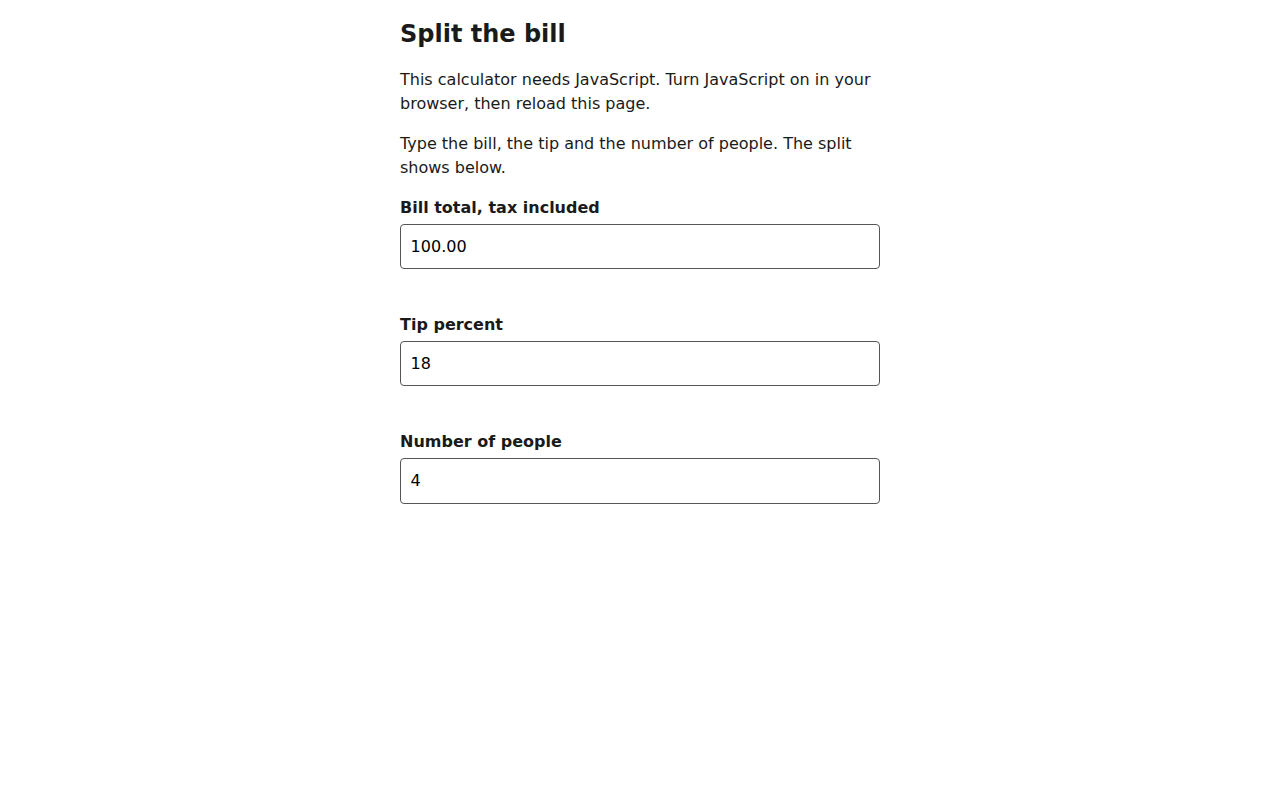 Split the bill
This calculator needs JavaScript. Turn JavaScript on in your
browser, then reload this page.
Type the bill, the tip and the number of people. The split
shows below.
Bill total, tax included
100.00
Tip percent
18
Number of people
4